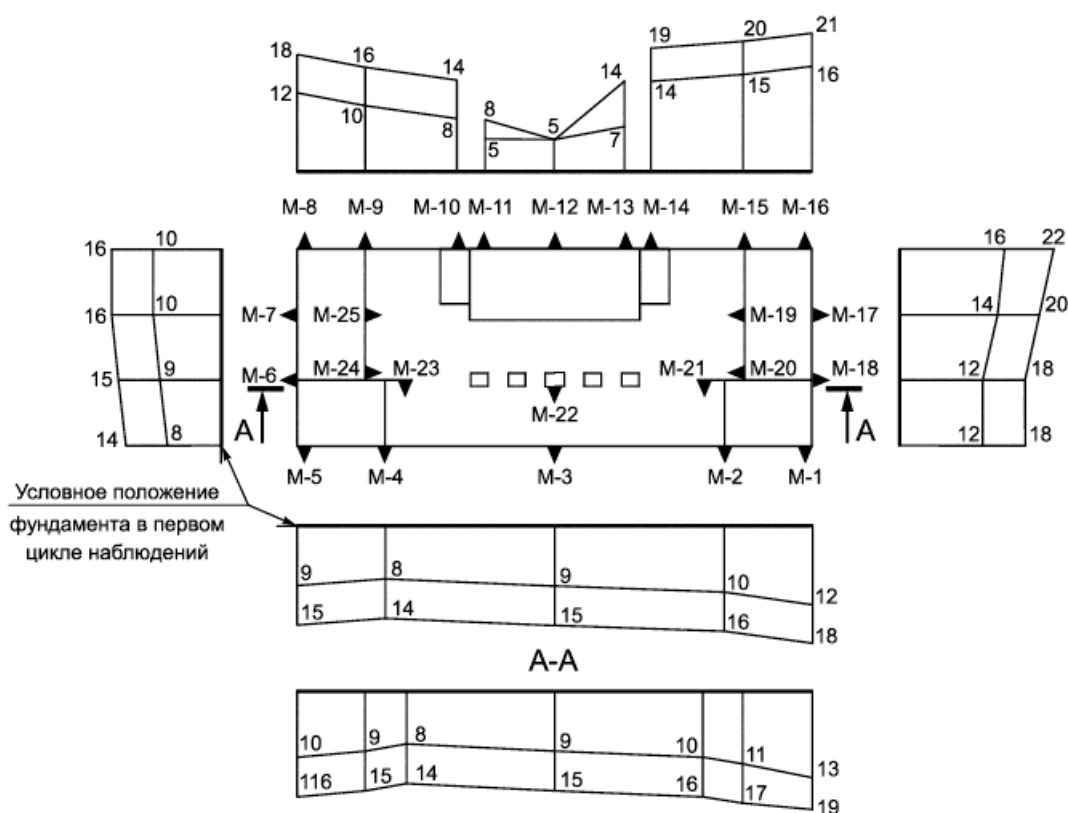 18 16 14 8 5 14 19 20 21
12 10 8 5 7 14 15 16
М-8 М-9 М-10 М-11 М-12 М-13 М-14 М-15 М-16
16 10 16 22
16 10 М-7 М-25 М-19 М-17 14 20
15 9 М-6 М-24 М-23 М-21 М-20 М-18 12 18
М-22
14 8 А А 12 18
М-5 М-4 М-3 М-2 М-1
Условное положение
фундамента в первом
цикле наблюдений
9 8 9 10 12
15 14 15 16 18
А-А
10 9 8 9 10 11 13
116 15 14 15 16 17 19